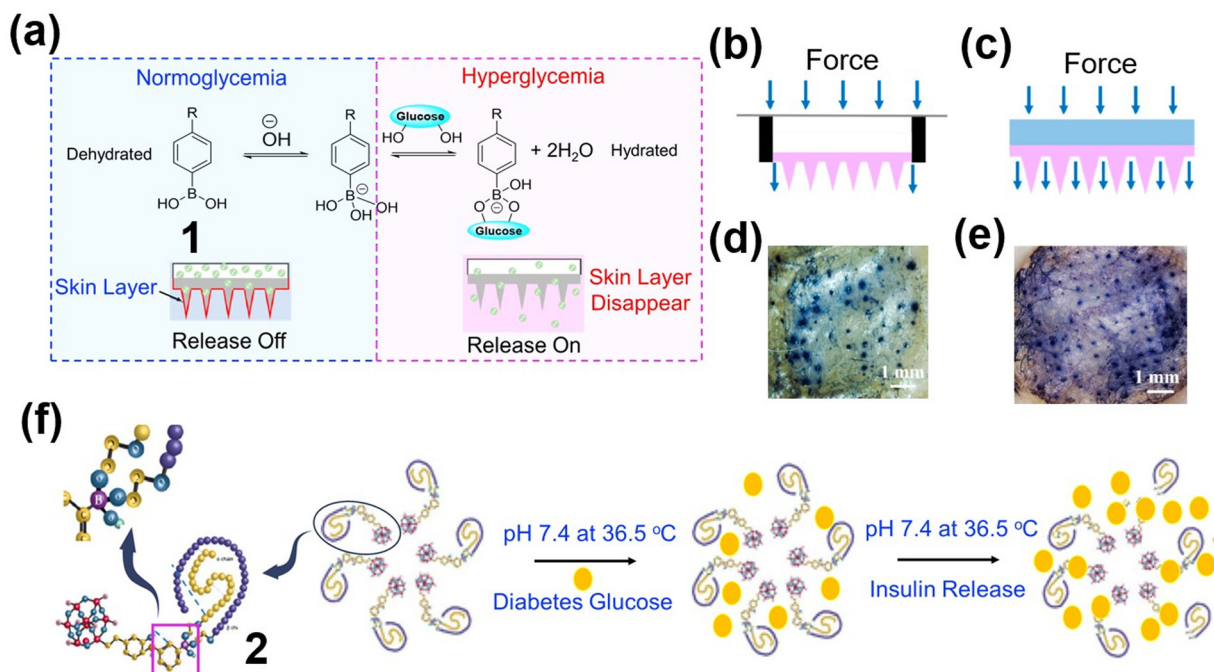 (a)
Normoglycemia
Hyperglycemia
R
Dehydrated
B
HO OH
1
⊖
OH
R
B
⊖
HO OH
HO
Glucose
HO OH
R
OH
B
O ⊖ O
Glucose
+ 2H₂O
Hydrated
Skin Layer
Release Off
Skin Layer
Disappear
Release On
(b)
Force
(c)
Force
(d)
1 mm
(e)
1 mm
(f)
B
2
pH 7.4 at 36.5 °C
Diabetes Glucose
pH 7.4 at 36.5 °C
Insulin Release